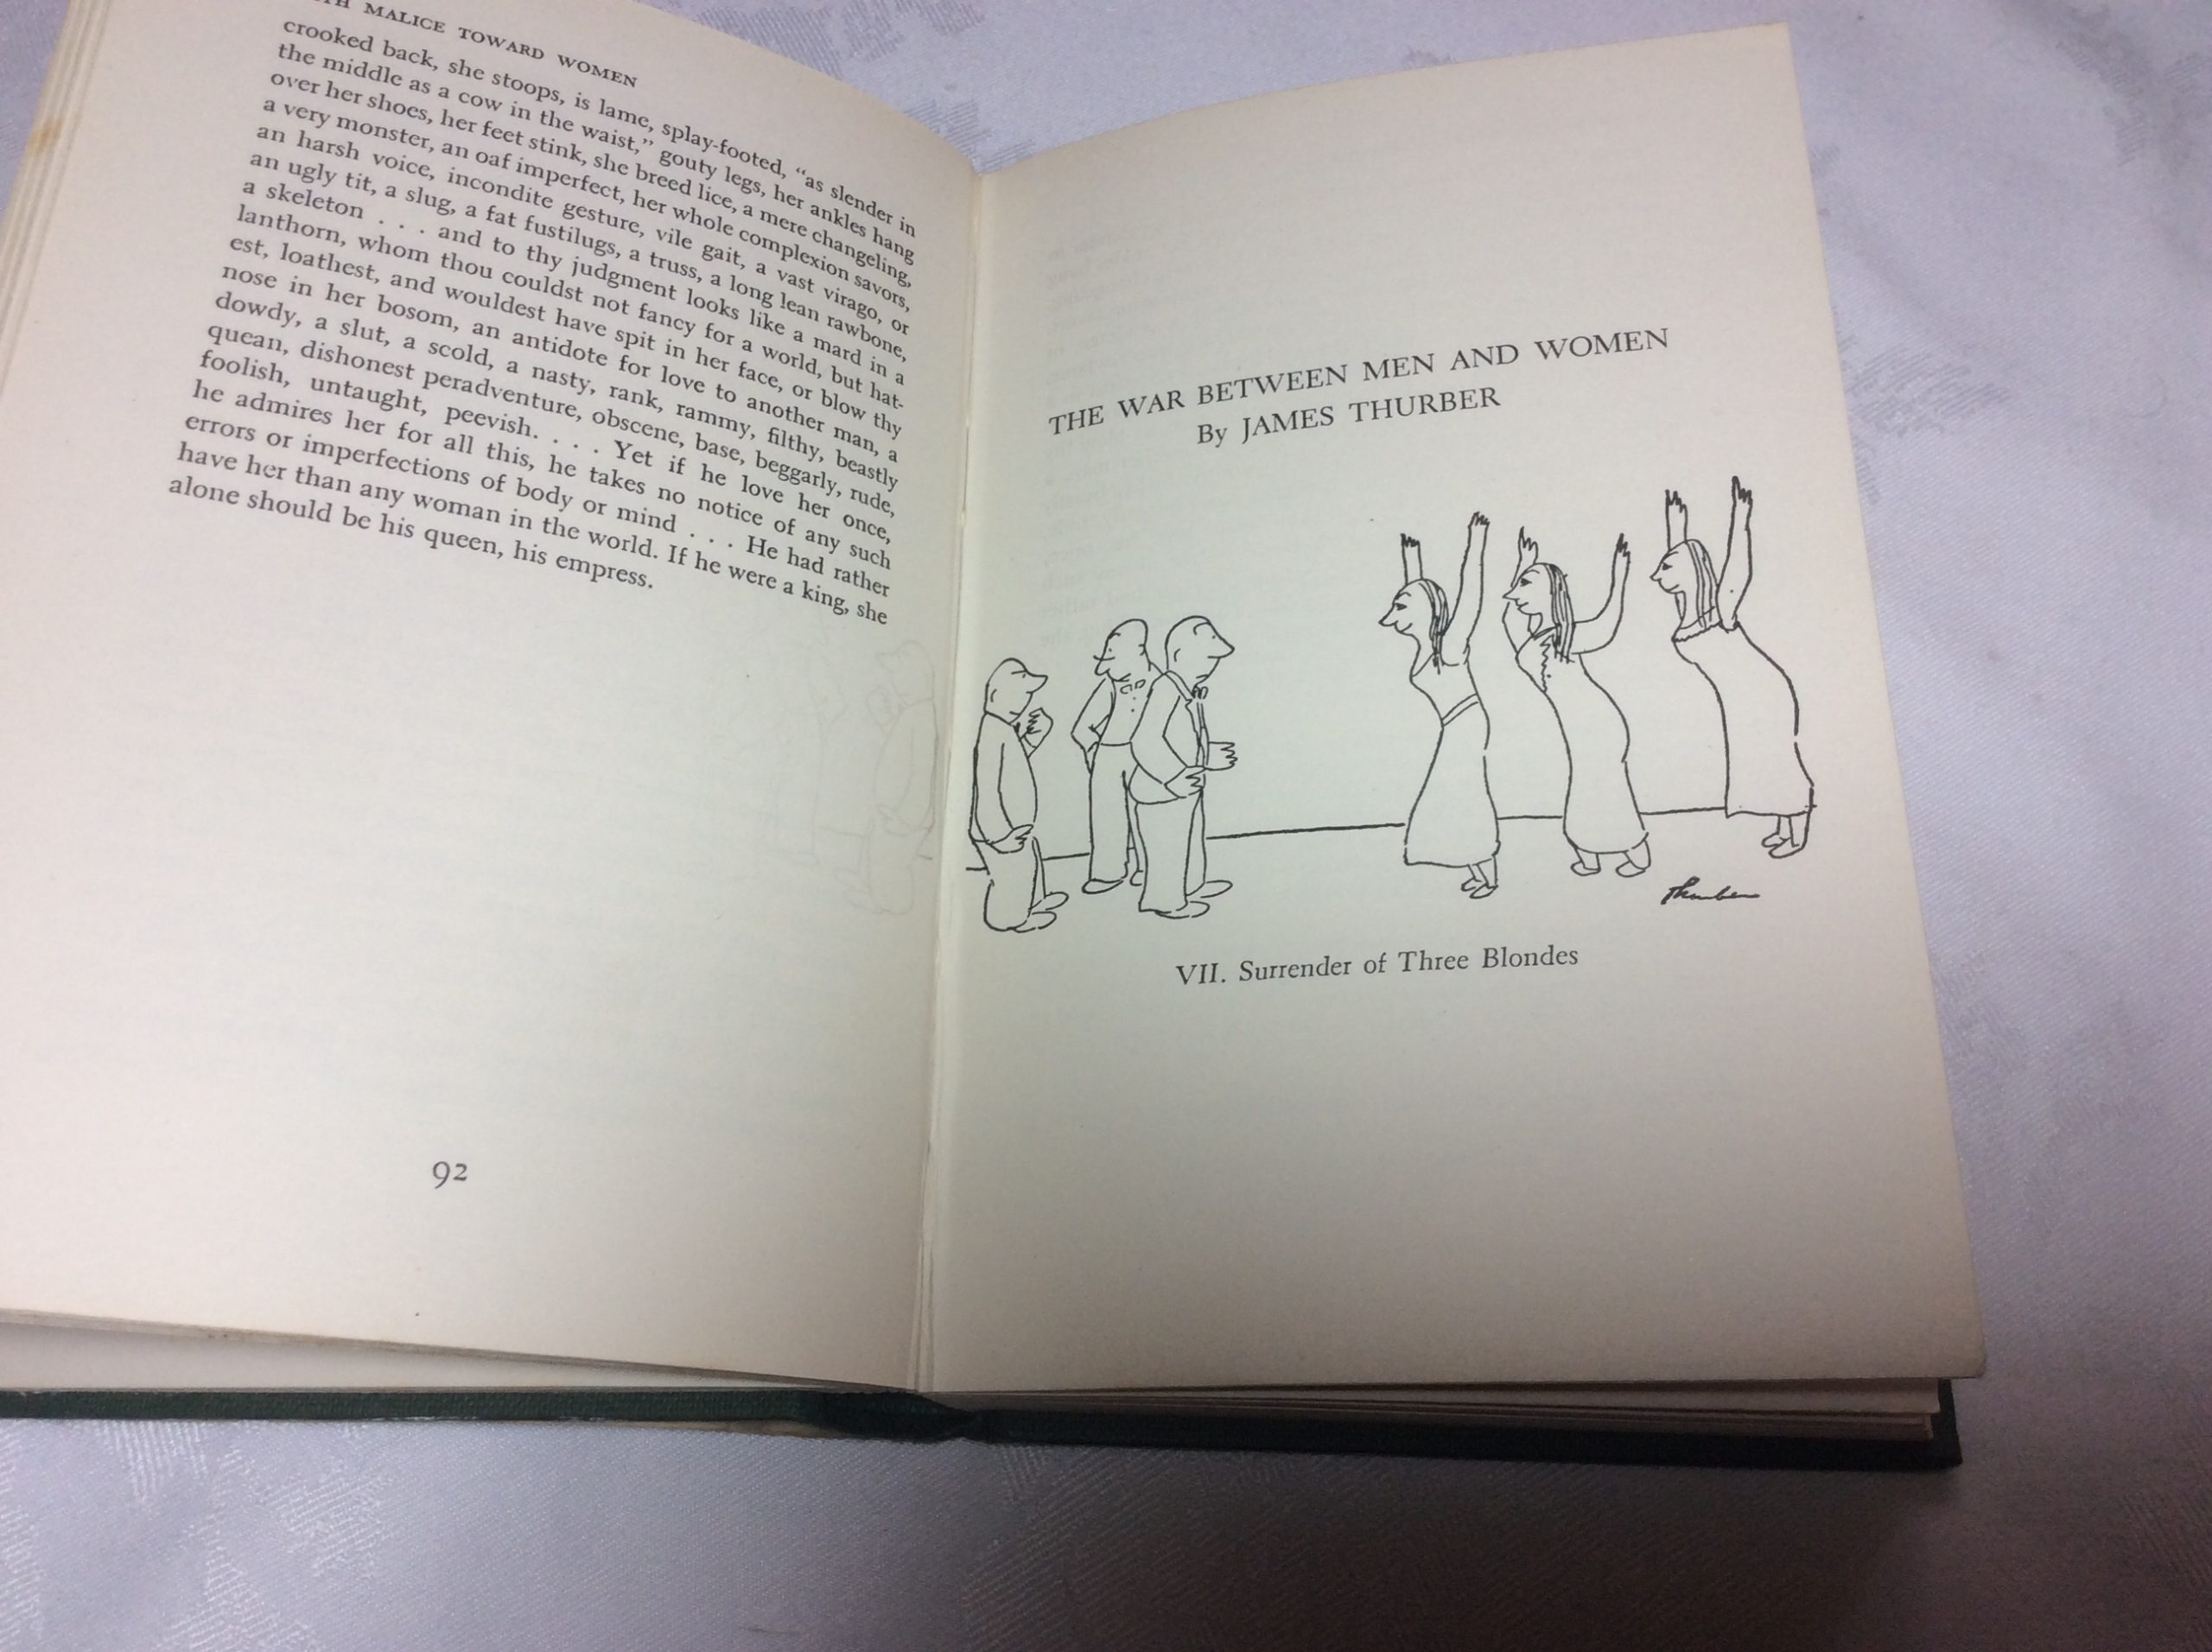 MALICE TOWARD WOMEN
crooked back, she stoops, is lame, splay-footed, "as slender in
the middle as a cow in the waist," gouty legs, her ankles hang
over her shoes, her feet stink, she breed lice, a mere changeling,
a very monster, an oaf imperfect, her whole complexion savors,
an harsh voice, incondite gesture, vile gait, a vast virago, or
an ugly tit, a slug, a fat fustilugs, a truss, a long lean rawbone,
a skeleton . . . and to thy judgment looks like a mard in a
lanthorn, whom thou couldst not fancy for a world, but hat-
est, loathest, and wouldest have spit in her face, or blow thy
nose in her bosom, an antidote for love to another man, a
dowdy, a slut, a scold, a nasty, rank, rammy, filthy, beastly
quean, dishonest peradventure, obscene, base, beggarly, rude,
foolish, untaught, peevish. . . . Yet if he love her once,
he admires her for all this, he takes no notice of any such
errors or imperfections of body or mind . . . He had rather
have her than any woman in the world. If he were a king, she
alone should be his queen, his empress.
92
THE WAR BETWEEN MEN AND WOMEN
By JAMES THURBER
Thurber
VII. Surrender of Three Blondes